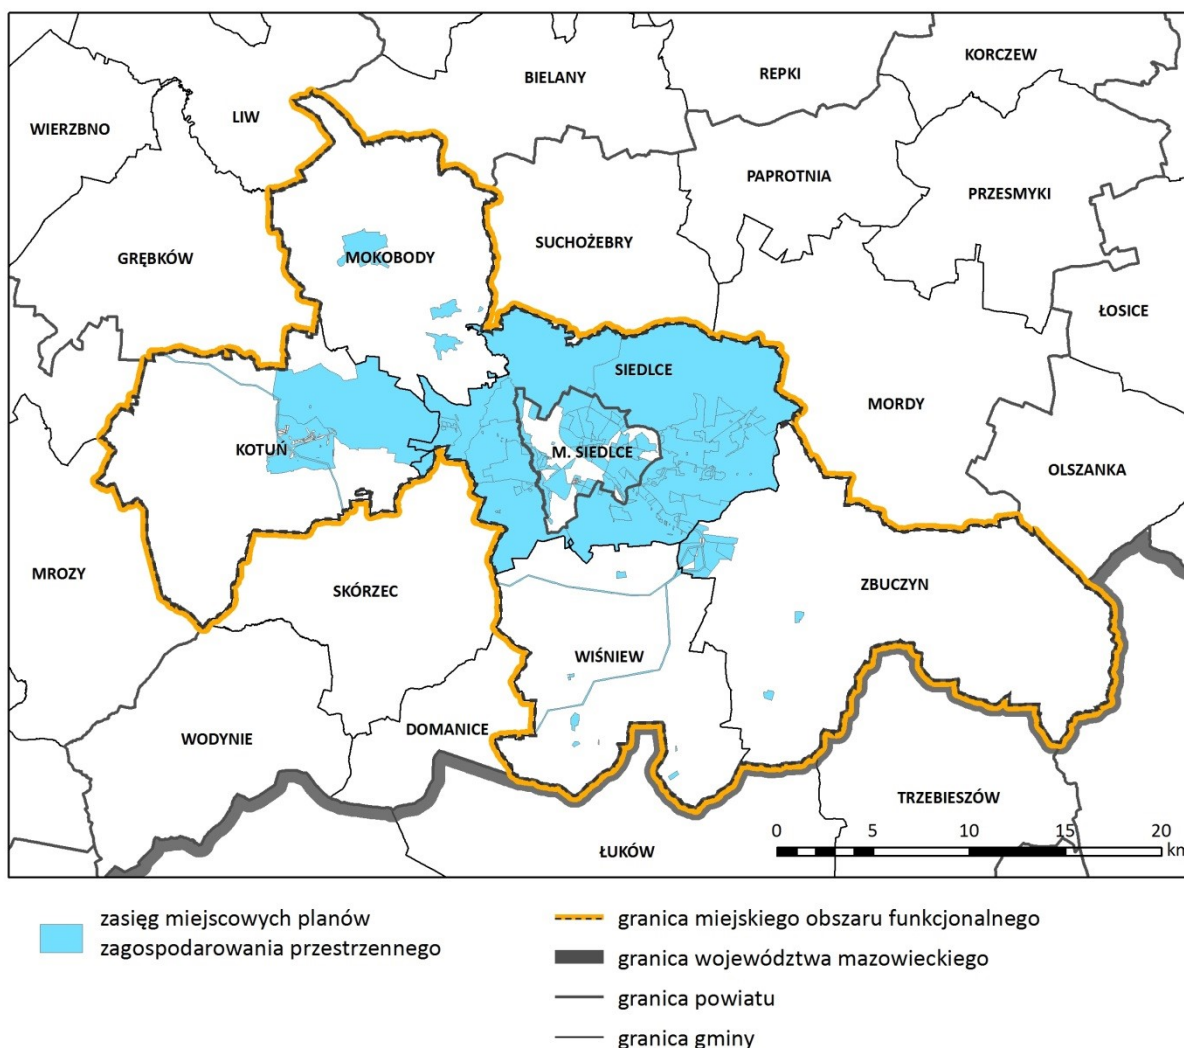 KORCZEW
REPKI
BIELANY
LIW
WIERZBNO
PAPROTNIA
PRZESMYKI
SUCHOŻEBRY
GRĘBKÓW
MOKOBODY
ŁOSICE
SIEDLCE
MORDY
KOTUŃ
M. SIEDLCE
OLSZANKA
MROZY
SKÓRZEC
ZBUCZYN
WIŚNIEW
DOMANICE
WODYNIE
TRZEBIESZÓW
ŁUKÓW
0 5 10 15 20
km
zasięg miejscowych planów
zagospodarowania przestrzennego
granica miejskiego obszaru funkcjonalnego
granica województwa mazowieckiego
granica powiatu
granica gminy